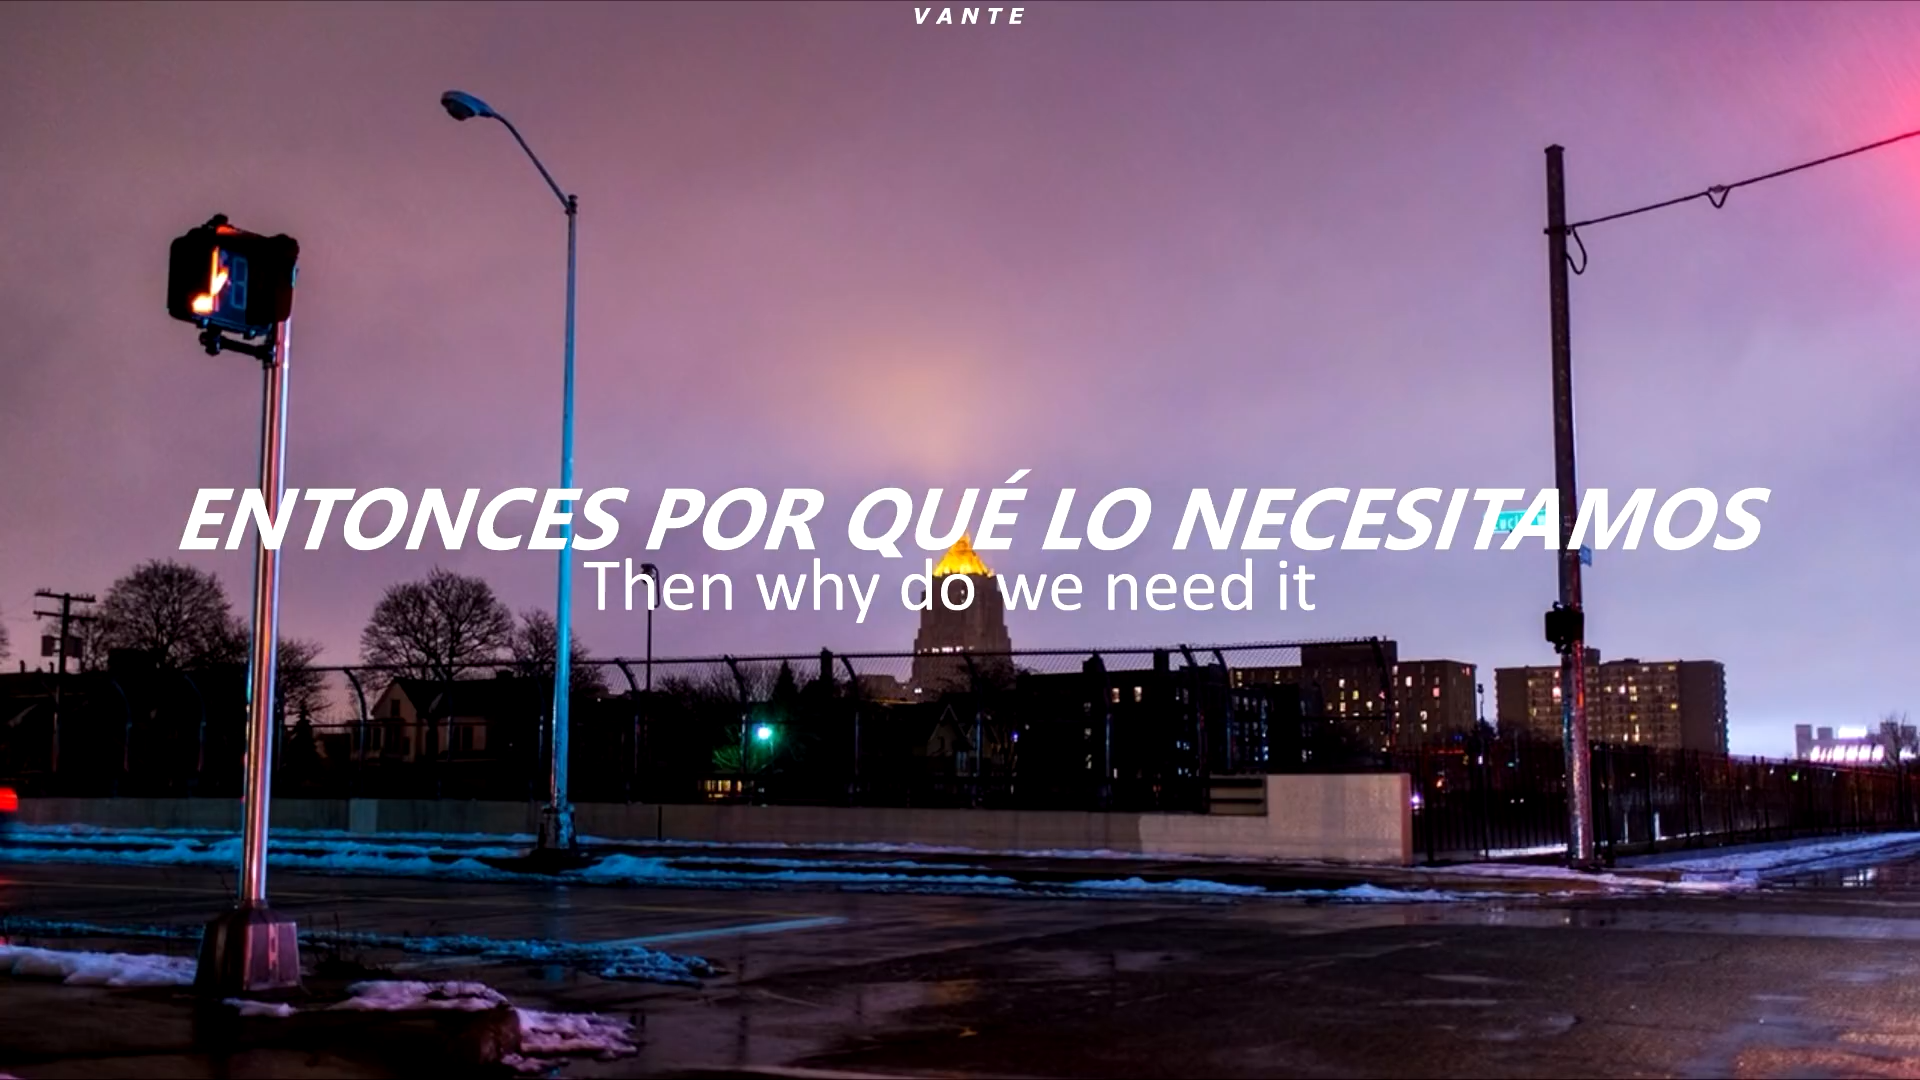 VANTE
ENTONCES POR QUÉ LO NECESITAMOS
Then why do we need it